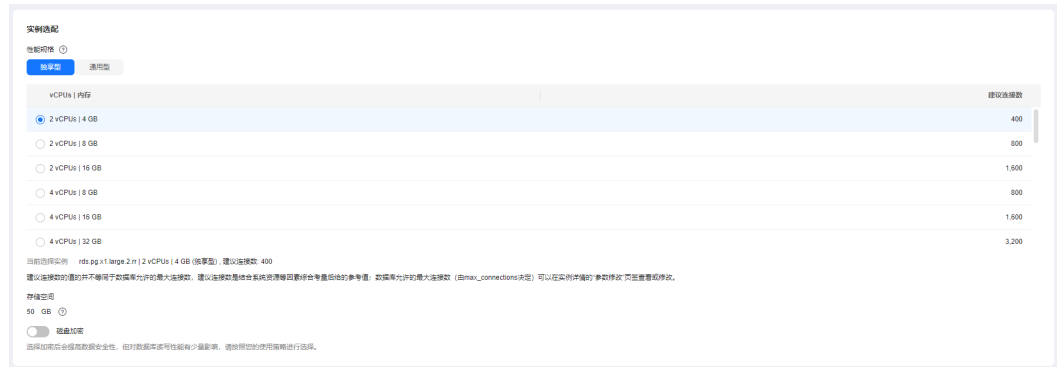 实例选配
性能规格 ?
独享型 通用型
vCPUs | 内存 建议连接数
2 vCPUs | 4 GB 400
2 vCPUs | 8 GB 800
2 vCPUs | 16 GB 1,600
4 vCPUs | 8 GB 800
4 vCPUs | 16 GB 1,600
4 vCPUs | 32 GB 3,200
当前选择实例 rds.pg.x1.large.2.rr | 2 vCPUs | 4 GB (独享型) , 建议连接数: 400
建议连接数的值的并不等同于数据库允许的最大连接数，建议连接数是结合系统资源等因素综合考量后给的参考值；数据库允许的最大连接数（由max_connections决定）可以在实例详情的“参数修改”页签查看或修改。
存储空间
50 GB ?
磁盘加密
选择加密后会提高数据安全性，但对数据库读写性能有少量影响，请按照您的使用策略进行选择。